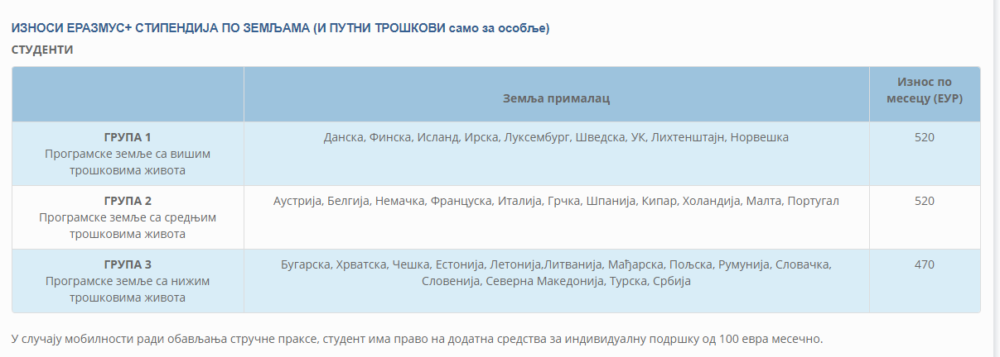 ИЗНОСИ ЕРАЗМУС+ СТИПЕНДИЈА ПО ЗЕМЉАМА (И ПУТНИ ТРОШКОВИ само за особље)
СТУДЕНТИ
Земља прималац
Износ по
месецу (ЕУР)
ГРУПА 1
Програмске земље са вишим
трошковима живота
Данска, Финска, Исланд, Ирска, Луксембург, Шведска, УК, Лихтенштајн, Норвешка
520
ГРУПА 2
Програмске земље са средњим
трошковима живота
Аустрија, Белгија, Немачка, Француска, Италија, Грчка, Шпанија, Кипар, Холандија, Малта, Португал
520
ГРУПА 3
Програмске земље са нижим
трошковима живота
Бугарска, Хрватска, Чешка, Естонија, Летонија,Литванија, Мађарска, Пољска, Румунија, Словачка,
Словенија, Северна Македонија, Турска, Србија
470
У случају мобилности ради обављања стручне праксе, студент има право на додатна средства за индивидуалну подршку од 100 евра месечно.